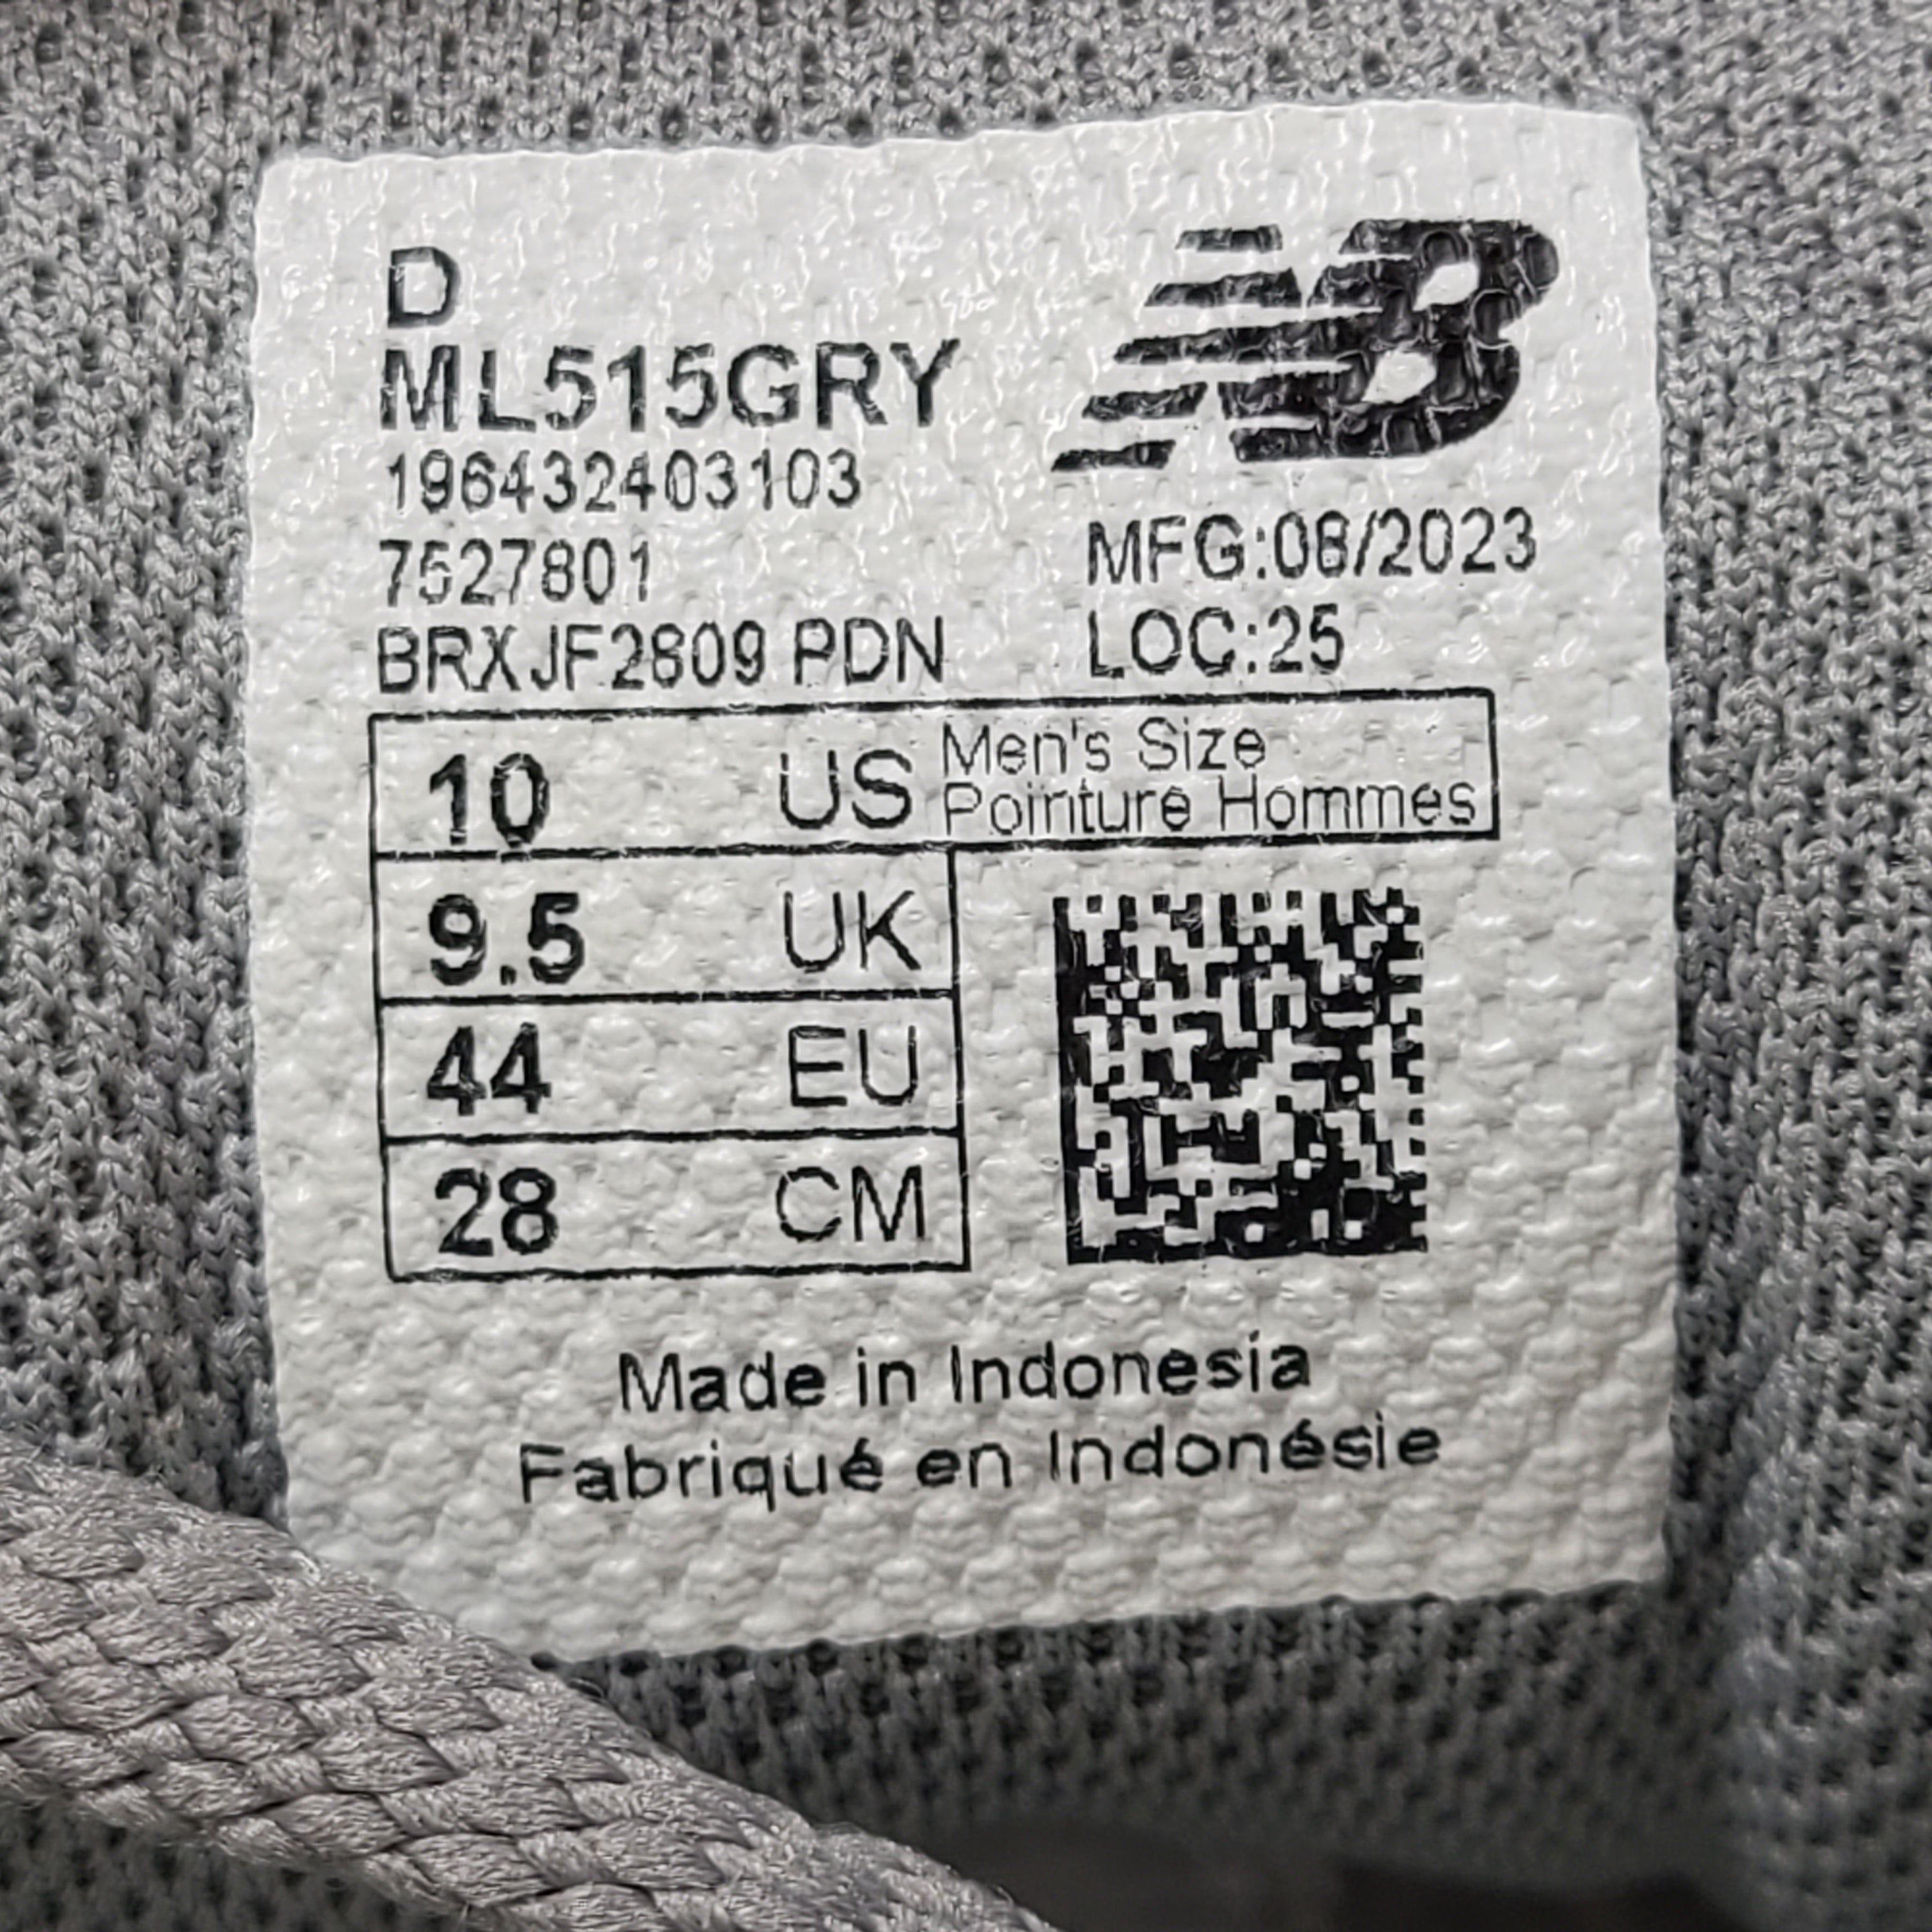 D
ML515GRY
196432403103
7527801
BRXJF2809 PDN
NB
MFG:08/2023
LOC:25
10 US Men's Size
Pointure Hommes
9.5 UK
44 EU
28 CM
Made in Indonesia
Fabriqué en Indonésie